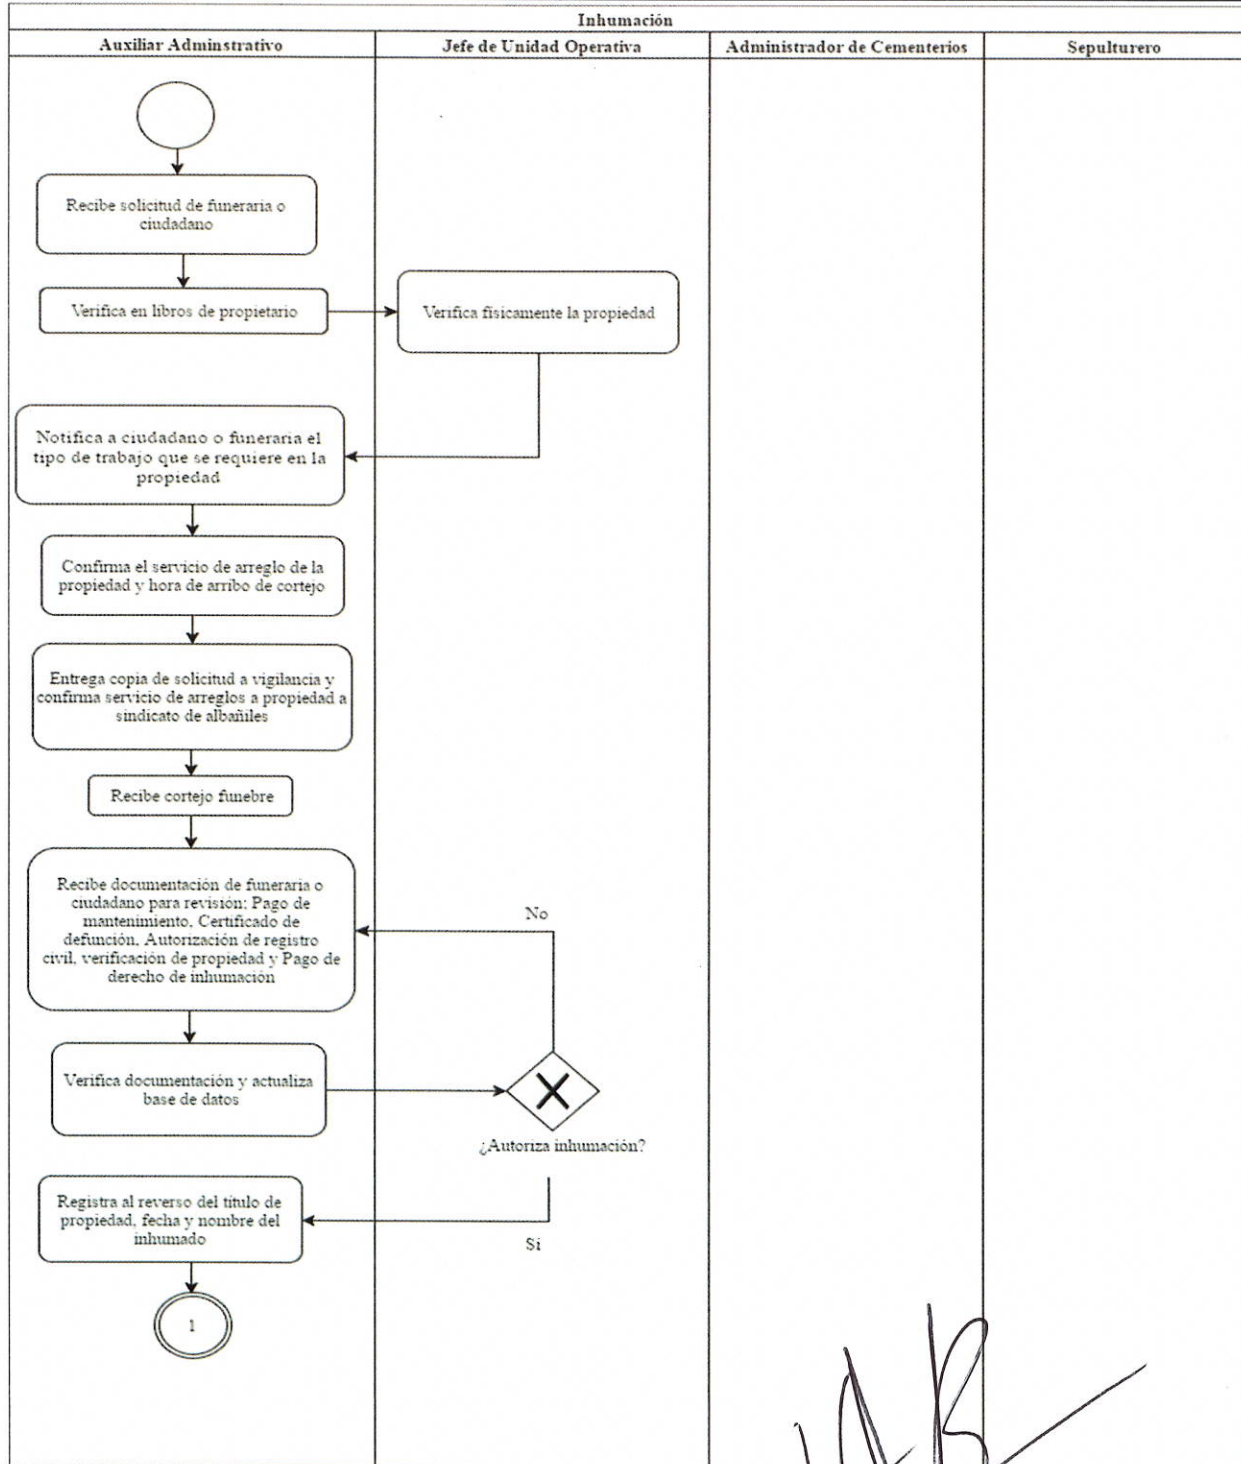 Inhumación
Auxiliar Adminstrativo
Jefe de Unidad Operativa
Administrador de Cementerios
Sepulturero
Recibe solicitud de funeraria o
ciudadano
Verifica en libros de propietario
Verifica físicamente la propiedad
Notifica a ciudadano o funeraria el
tipo de trabajo que se requiere en la
propiedad
Confirma el servicio de arreglo de la
propiedad y hora de arribo de cortejo
Entrega copia de solicitud a vigilancia y
confirma servicio de arreglos a propiedad a
sindicato de albañiles
Recibe cortejo funebre
Recibe documentación de funeraria o
ciudadano para revisión: Pago de
mantenimiento, Certificado de
defunción, Autorización de registro
civil, verificación de propiedad y Pago de
derecho de inhumación
No
Verifica documentación y actualiza
base de datos
¿Autoriza inhumación?
Registra al reverso del título de
propiedad, fecha y nombre del
inhumado
Si
1